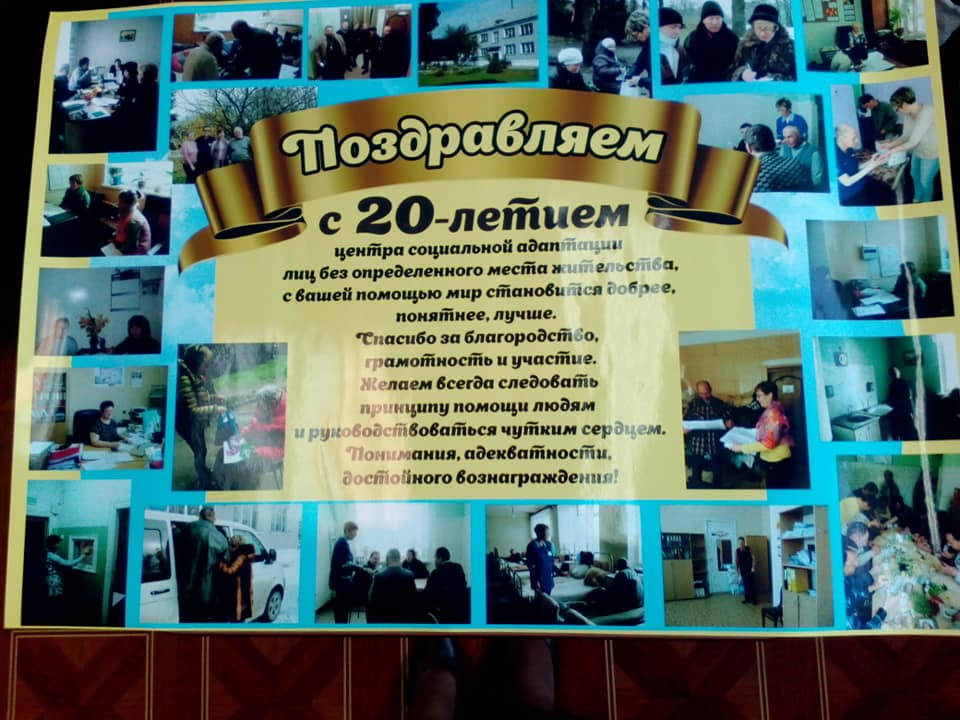 Поздравляем
с 20-летием
центра социальной адаптации
лиц без определенного места жительства,
с вашей помощью мир становится добрее,
понятнее, лучше.
Спасибо за благородство,
грамотность и участие.
Желаем всегда следовать
принципу помощи людям
и руководствоваться чутким сердцем.
Понимания, адекватности,
достойного вознаграждения!